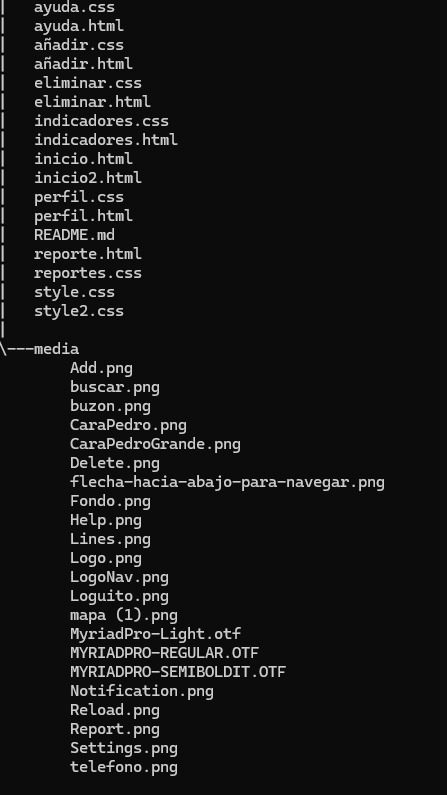 |   ayuda.css
|   ayuda.html
|   añadir.css
|   añadir.html
|   eliminar.css
|   eliminar.html
|   indicadores.css
|   indicadores.html
|   inicio.html
|   inicio2.html
|   perfil.css
|   perfil.html
|   README.md
|   reporte.html
|   reportes.css
|   style.css
|   style2.css
|
\---media
        Add.png
        buscar.png
        buzon.png
        CaraPedro.png
        CaraPedroGrande.png
        Delete.png
        flecha-hacia-abajo-para-navegar.png
        Fondo.png
        Help.png
        Lines.png
        Logo.png
        LogoNav.png
        Loguito.png
        mapa (1).png
        MyriadPro-Light.otf
        MYRIADPRO-REGULAR.OTF
        MYRIADPRO-SEMIBOLDIT.OTF
        Notification.png
        Reload.png
        Report.png
        Settings.png
        telefono.png